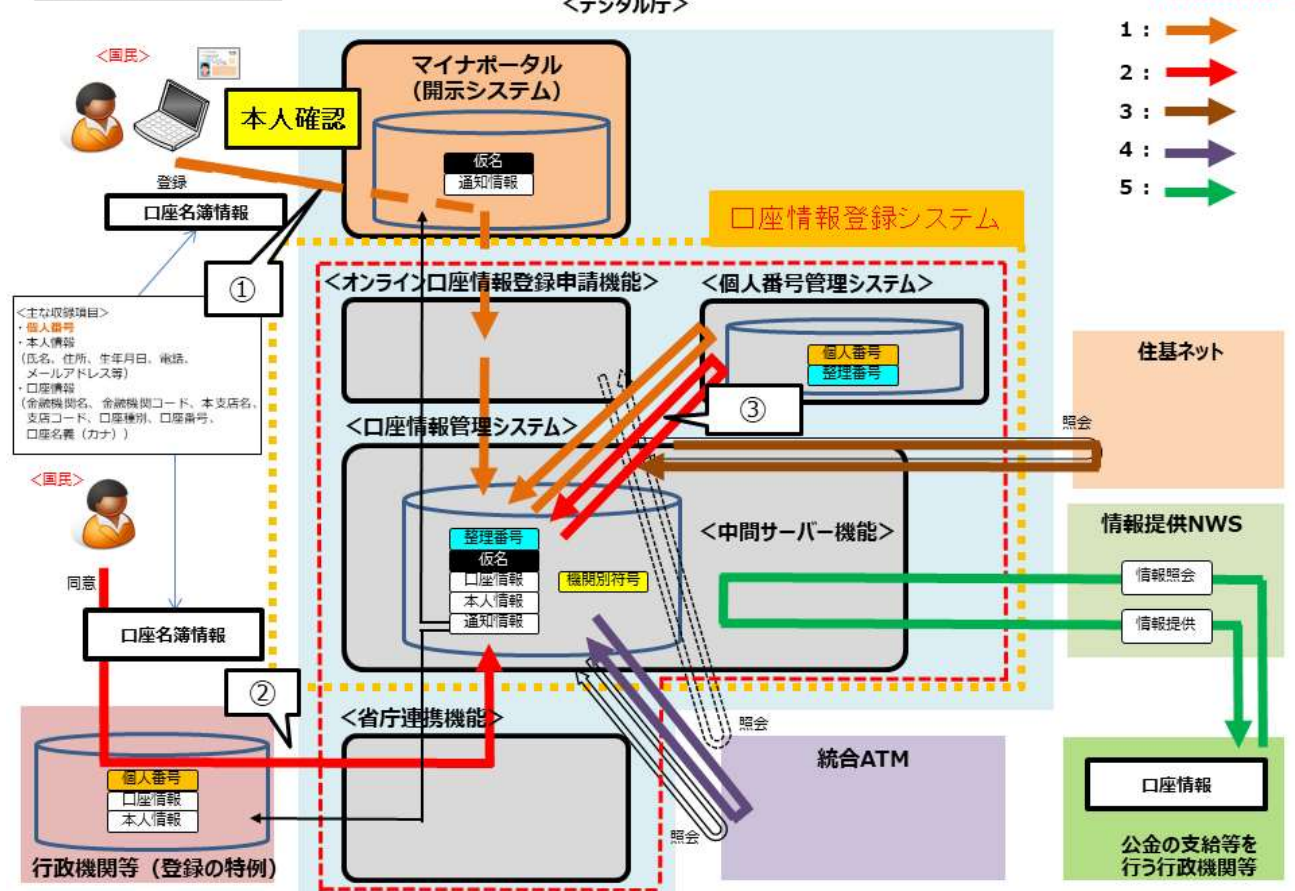 <デジタル庁>
1：
2：
3：
4：
5：
<国民>
本人確認
マイナポータル
(開示システム)
仮名
通知情報
登録
口座名簿情報
①
口座情報登録システム
<オンライン口座情報登録申請機能>
<個人番号管理システム>
個人番号
整理番号
③
<主な収録項目>
・個人番号
・本人情報
(氏名、住所、生年月日、電話、
メールアドレス等)
・口座情報
(金融機関名、金融機関コード、本支店名、
支店コード、口座種別、口座番号、
口座名義（カナ）)
住基ネット
照会
<口座情報管理システム>
整理番号
仮名
口座情報
本人情報
通知情報
機関別符号
<中間サーバー機能>
情報提供NWS
情報照会
情報提供
<国民>
同意
口座名簿情報
②
<省庁連携機能>
照会
照会
統合ATM
個人番号
口座情報
本人情報
行政機関等（登録の特例）
口座情報
公金の支給等を
行う行政機関等